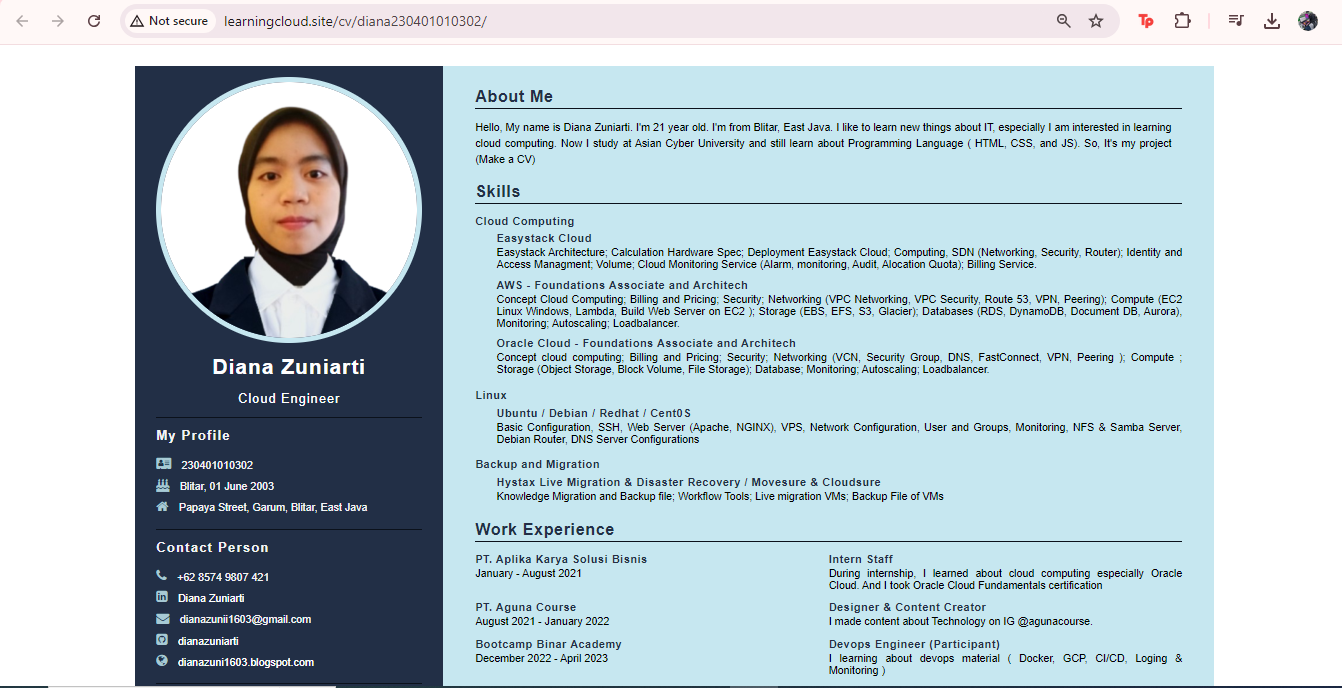 Not secure
learningcloud.site/cv/diana230401010302/
Tp
Diana Zuniarti
Cloud Engineer
My Profile
230401010302
Blitar, 01 June 2003
Papaya Street, Garum, Blitar, East Java
Contact Person
+62 8574 9807 421
Diana Zuniarti
dianazunii1603@gmail.com
dianazuniarti
dianazuni1603.blogspot.com
About Me
Hello, My name is Diana Zuniarti. I'm 21 year old. I'm from Blitar, East Java. I like to learn new things about IT, especially I am interested in learning
cloud computing. Now I study at Asian Cyber University and still learn about Programming Language ( HTML, CSS, and JS). So, It's my project
(Make a CV)
Skills
Cloud Computing
Easystack Cloud
Easystack Architecture; Calculation Hardware Spec; Deployment Easystack Cloud; Computing, SDN (Networking, Security, Router); Identity and
Access Managment; Volume; Cloud Monitoring Service (Alarm, monitoring, Audit, Alocation Quota); Billing Service.
AWS - Foundations Associate and Architech
Concept Cloud Computing; Billing and Pricing; Security; Networking (VPC Networking, VPC Security, Route 53, VPN, Peering); Compute (EC2
Linux Windows, Lambda, Build Web Server on EC2 ); Storage (EBS, EFS, S3, Glacier); Databases (RDS, DynamoDB, Document DB, Aurora),
Monitoring; Autoscaling; Loadbalancer.
Oracle Cloud - Foundations Associate and Architech
Concept cloud computing; Billing and Pricing; Security; Networking (VCN, Security Group, DNS, FastConnect, VPN, Peering ); Compute ;
Storage (Object Storage, Block Volume, File Storage); Database; Monitoring; Autoscaling; Loadbalancer.
Linux
Ubuntu / Debian / Redhat / Cent0S
Basic Configuration, SSH, Web Server (Apache, NGINX), VPS, Network Configuration, User and Groups, Monitoring, NFS & Samba Server,
Debian Router, DNS Server Configurations
Backup and Migration
Hystax Live Migration & Disaster Recovery / Movesure & Cloudsure
Knowledge Migration and Backup file; Workflow Tools; Live migration VMs; Backup File of VMs
Work Experience
PT. Aplika Karya Solusi Bisnis
January - August 2021
Intern Staff
During internship, I learned about cloud computing especially Oracle
Cloud. And I took Oracle Cloud Fundamentals certification
PT. Aguna Course
August 2021 - January 2022
Designer & Content Creator
I made content about Technology on IG @agunacourse.
Bootcamp Binar Academy
December 2022 - April 2023
Devops Engineer (Participant)
I learning about devops material ( Docker, GCP, CI/CD, Loging &
Monitoring )